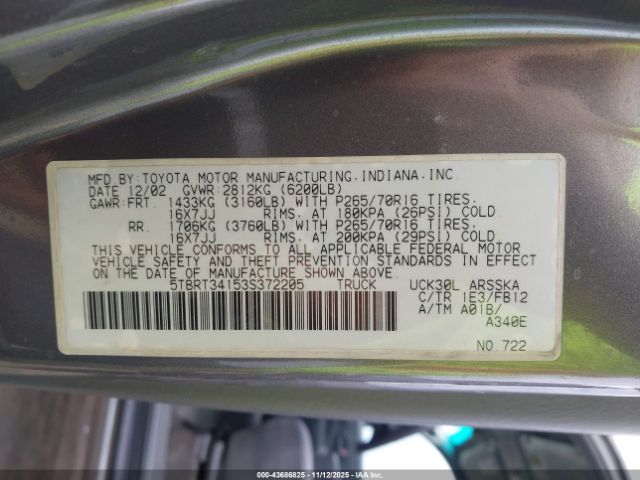 MFD.BY:TOYOTA MOTOR MANUFACTURING.INDIANA.INC.
DATE 12/02 GVWR:2812KG (6200LB)
GAWR:FRT. 1433KG (3160LB) WITH P265/70R16 TIRES.
16X7JJ RIMS. AT 180KPA (26PSI) COLD
RR. 1706KG (3760LB) WITH P265/70R16 TIRES.
16X7JJ RIMS. AT 200KPA (29PSI) COLD
THIS VEHICLE CONFORMS TO ALL APPLICABLE FEDERAL MOTOR
VEHICLE SAFETY AND THEFT PREVENTION STANDARDS IN EFFECT
ON THE DATE OF MANUFACTURE SHOWN ABOVE.
5TBRT34153S372205 TRUCK UCK30L ARSSKA
C/TR 1E3/FB12
A/TM A01B/
A340E
NO.722
000-43686825 - 11/12/2025 - IAAI.COM